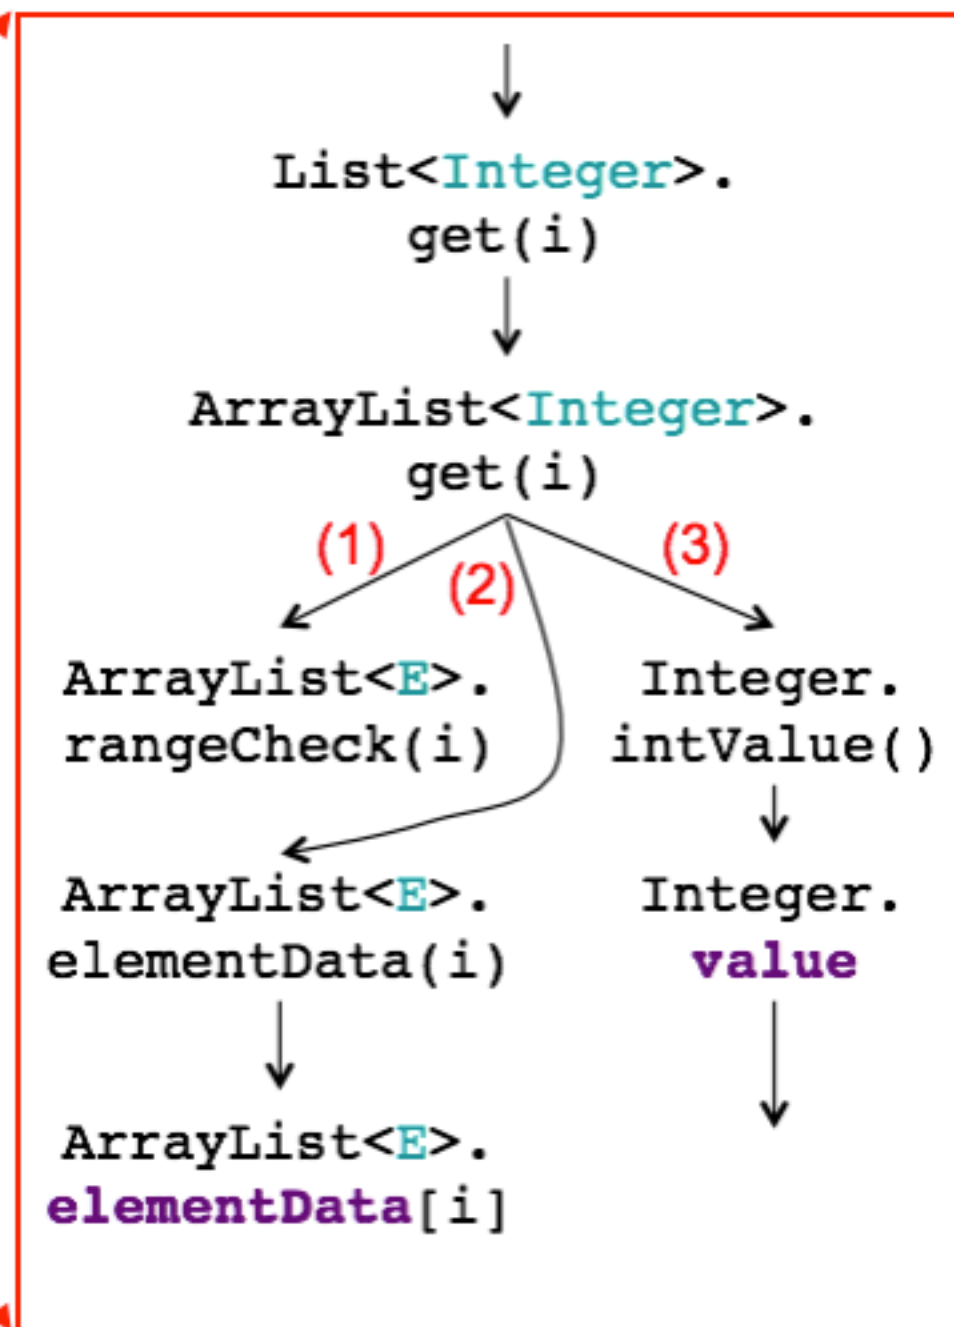 List<Integer>.
get(i)
ArrayList<Integer>.
get(i)
(1)
(2)
(3)
ArrayList<E>.
rangeCheck(i)
Integer.
intValue()
ArrayList<E>.
elementData(i)
Integer.
value
ArrayList<E>.
elementData[i]